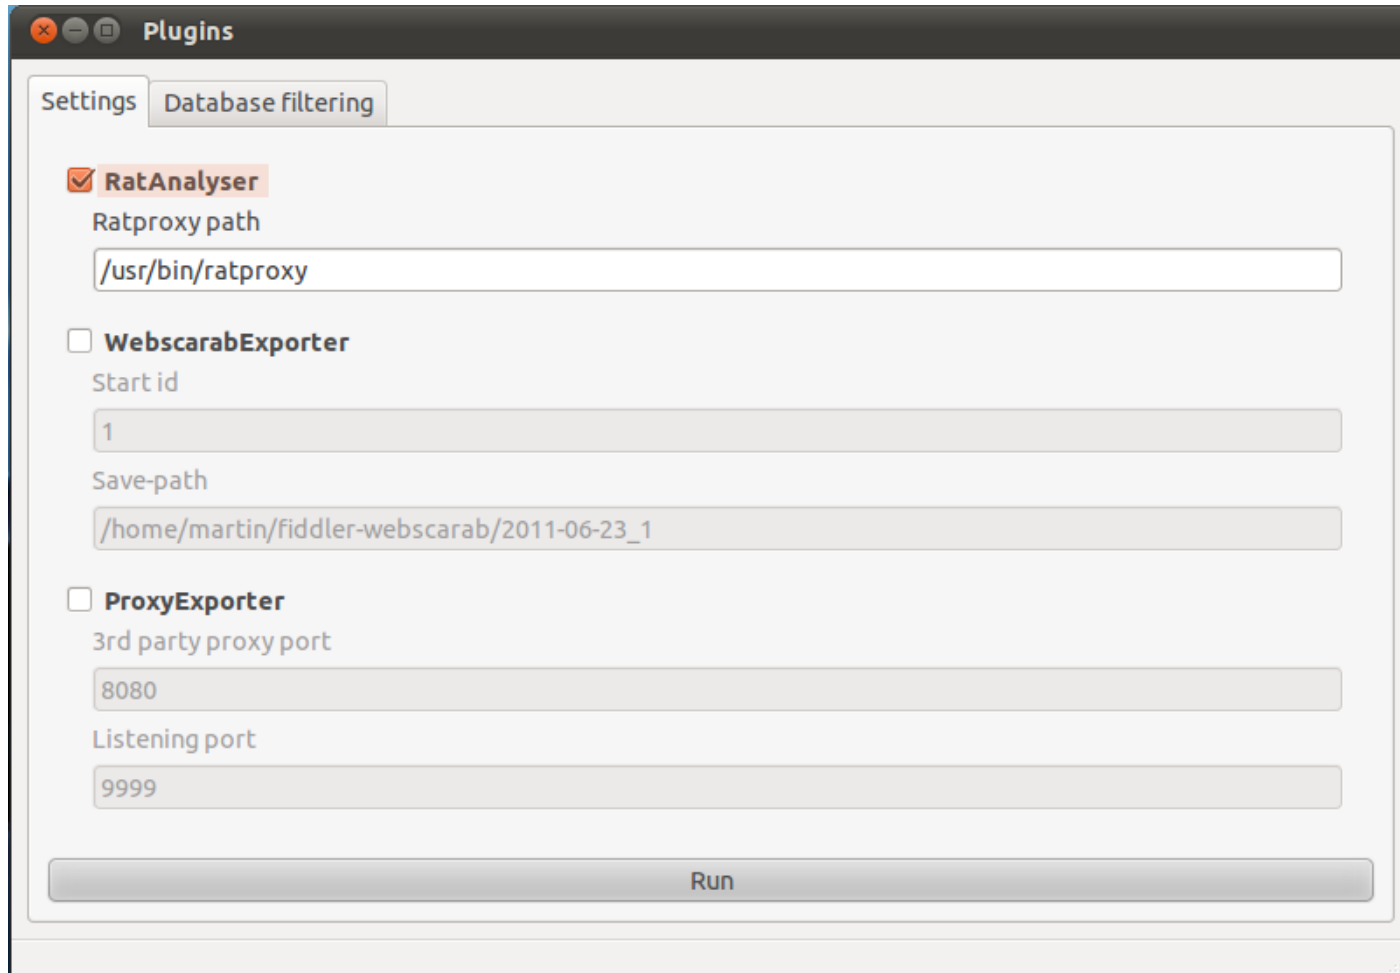 Plugins
Settings
Database filtering
RatAnalyser
Ratproxy path
/usr/bin/ratproxy
WebscarabExporter
Start id
1
Save-path
/home/martin/fiddler-webscarab/2011-06-23_1
ProxyExporter
3rd party proxy port
8080
Listening port
9999
Run